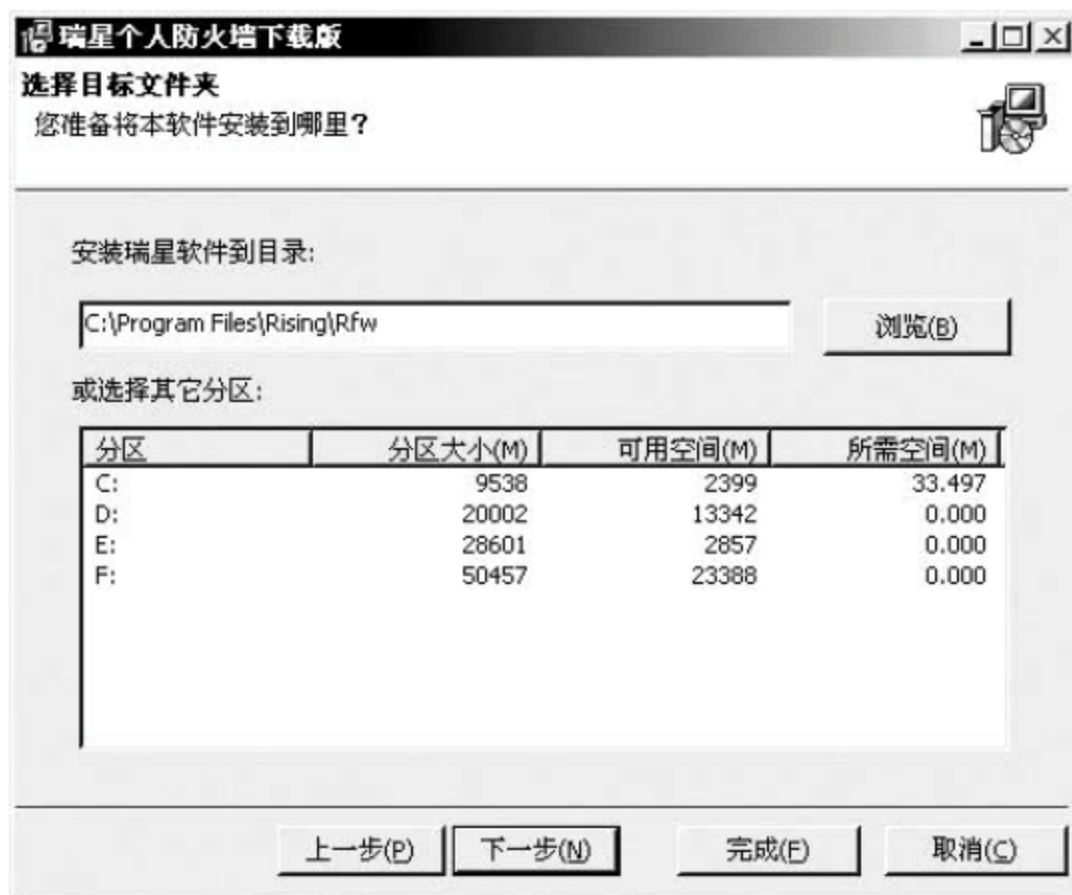 瑞星个人防火墙下载版
选择目标文件夹
您准备将本软件安装到哪里?
安装瑞星软件到目录:
C:\Program Files\Rising\Rfw 浏览(B)
或选择其它分区:
分区 分区大小(M) 可用空间(M) 所需空间(M)
C: 9538 2399 33.497
D: 20002 13342 0.000
E: 28601 2857 0.000
F: 50457 23388 0.000
上一步(P) 下一步(N) 完成(F) 取消(C)